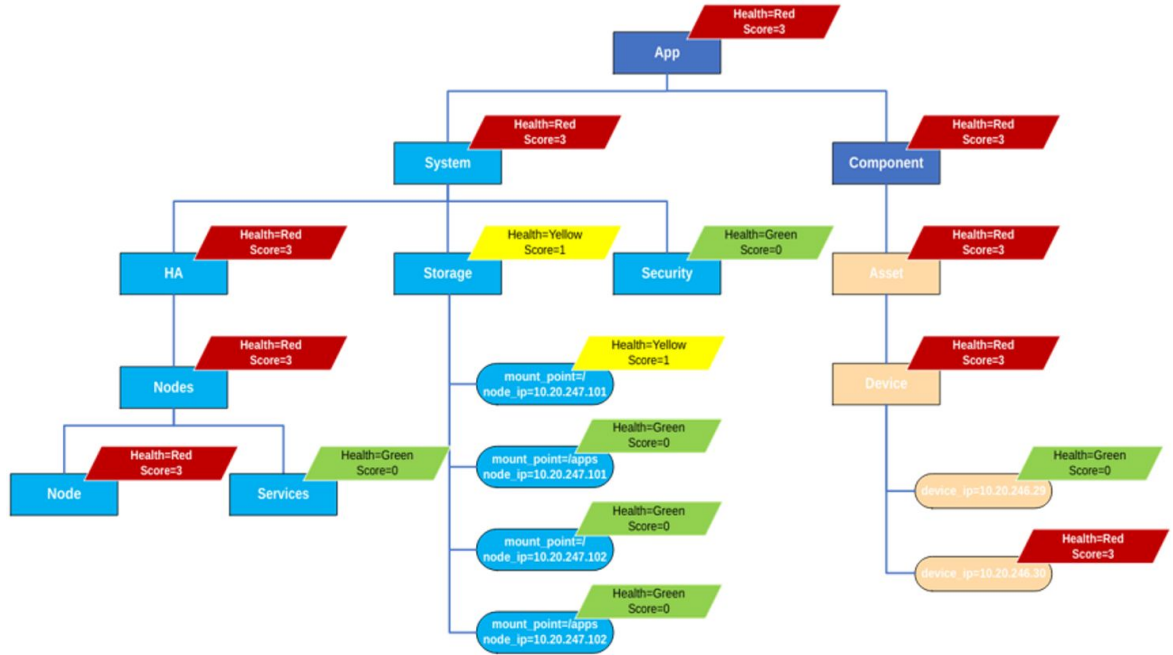 Health=Red
Score=3
App
Health=Red
Score=3
System
Health=Red
Score=3
Component
Health=Red
Score=3
HA
Health=Yellow
Score=1
Storage
Health=Green
Score=0
Security
Health=Red
Score=3
Asset
Health=Red
Score=3
Nodes
Health=Yellow
Score=1
mount_point=/
node_ip=10.20.247.101
Health=Red
Score=3
Device
Health=Red
Score=3
Node
Health=Green
Score=0
Services
Health=Green
Score=0
mount_point=/apps
node_ip=10.20.247.101
Health=Green
Score=0
device_ip=10.20.246.29
Health=Green
Score=0
mount_point=/
node_ip=10.20.247.102
Health=Red
Score=3
device_ip=10.20.246.30
Health=Green
Score=0
mount_point=/apps
node_ip=10.20.247.102